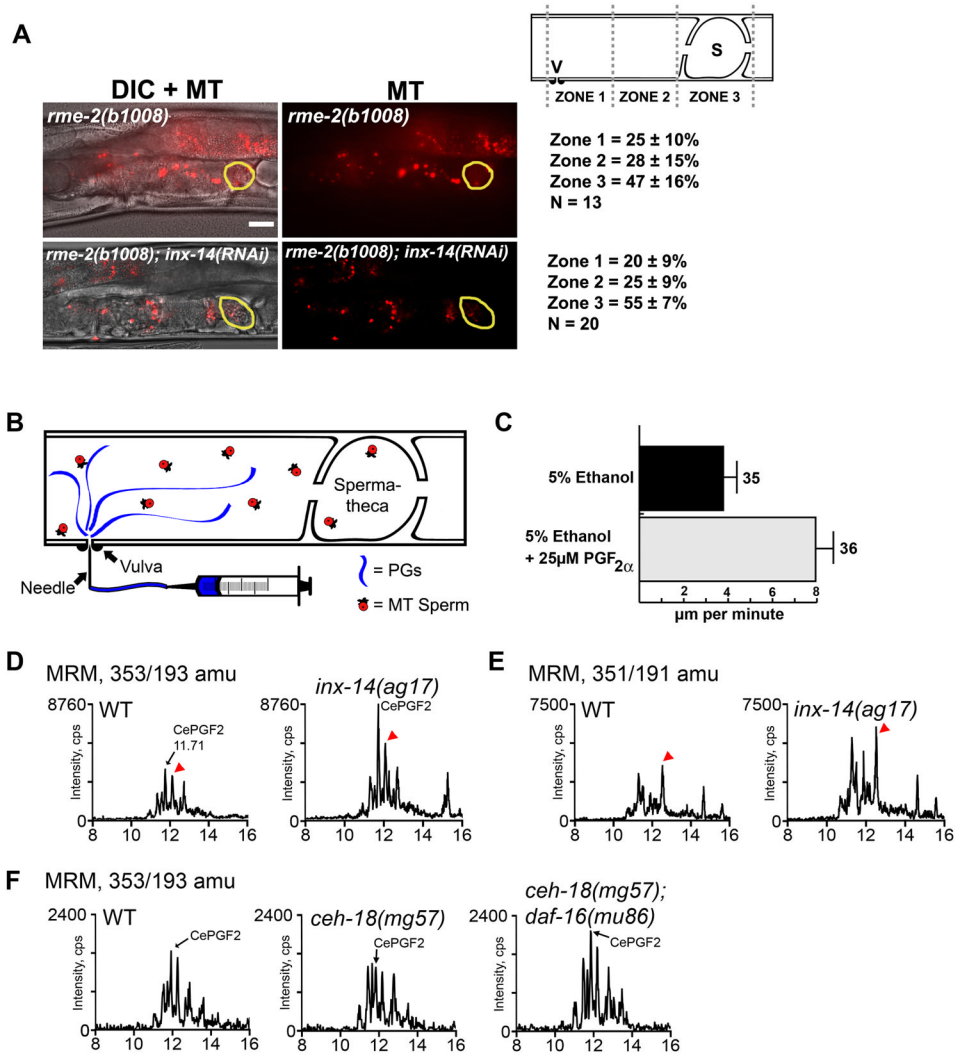 A
DIC + MT
MT
rme-2(b1008)
rme-2(b1008)
rme-2(b1008); inx-14(RNAi)
rme-2(b1008); inx-14(RNAi)
V
S
ZONE 1
ZONE 2
ZONE 3
Zone 1 = 25 ± 10%
Zone 2 = 28 ± 15%
Zone 3 = 47 ± 16%
N = 13
Zone 1 = 20 ± 9%
Zone 2 = 25 ± 9%
Zone 3 = 55 ± 7%
N = 20
B
Sperma-
theca
Vulva
Needle
= PGs
= MT Sperm
C
5% Ethanol
35
5% Ethanol
+ 25µM PGF2α
36
2 4 6 8
µm per minute
D
MRM, 353/193 amu
8760
WT
CePGF2
11.71
Intensity, cps
0
8 10 12 14 16
inx-14(ag17)
8760
CePGF2
Intensity, cps
0
8 10 12 14 16
E
MRM, 351/191 amu
7500
WT
Intensity, cps
0
8 10 12 14 16
7500
inx-14(ag17)
Intensity, cps
0
8 10 12 14 16
F
MRM, 353/193 amu
2400
WT
CePGF2
Intensity, cps
0
8 10 12 14 16
2400
ceh-18(mg57)
CePGF2
Intensity, cps
0
8 10 12 14 16
ceh-18(mg57);
daf-16(mu86)
2400
CePGF2
Intensity, cps
0
8 10 12 14 16